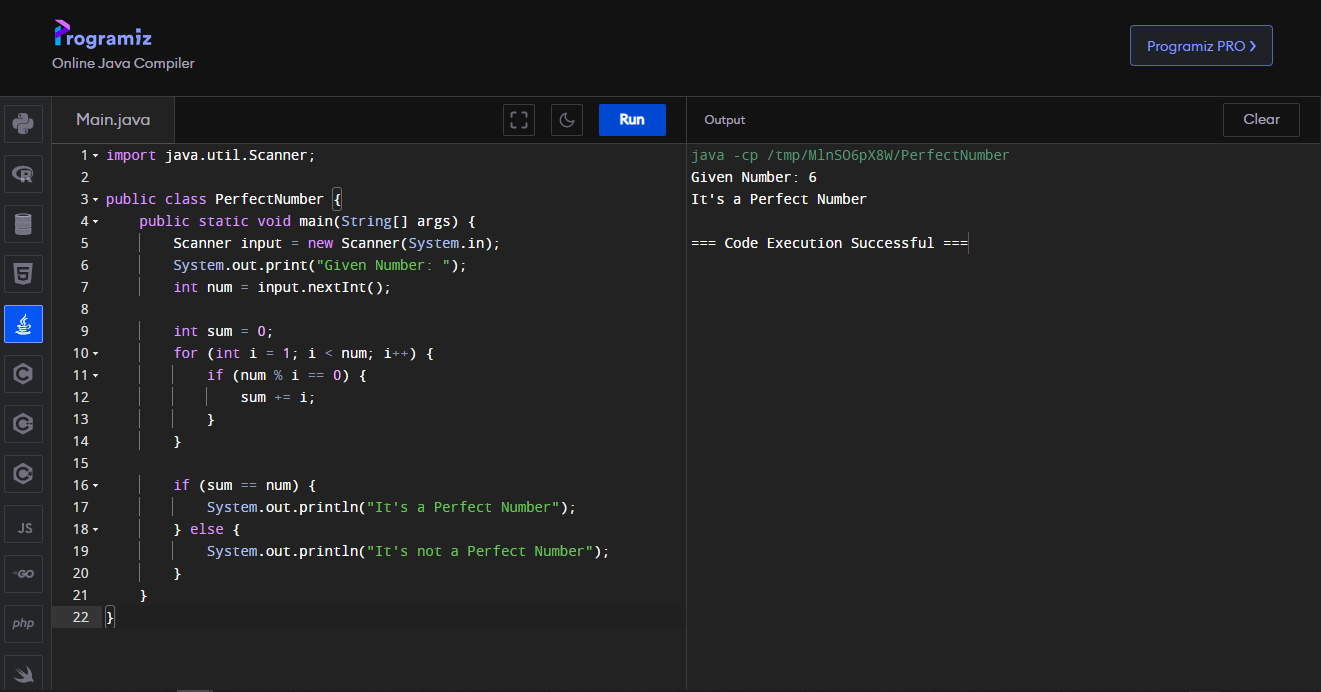 Programiz
Online Java Compiler
Programiz PRO ›
Main.java
Run
Output
Clear
1 import java.util.Scanner;
2
3 public class PerfectNumber {
4     public static void main(String[] args) {
5         Scanner input = new Scanner(System.in);
6         System.out.print("Given Number: ");
7         int num = input.nextInt();
8
9         int sum = 0;
10         for (int i = 1; i < num; i++) {
11             if (num % i == 0) {
12                 sum += i;
13             }
14         }
15
16         if (sum == num) {
17             System.out.println("It's a Perfect Number");
18         } else {
19             System.out.println("It's not a Perfect Number");
20         }
21     }
22 }
java -cp /tmp/MlnSO6pX8W/PerfectNumber
Given Number: 6
It's a Perfect Number

=== Code Execution Successful ===
R
5
C
C
C
JS
GO
php